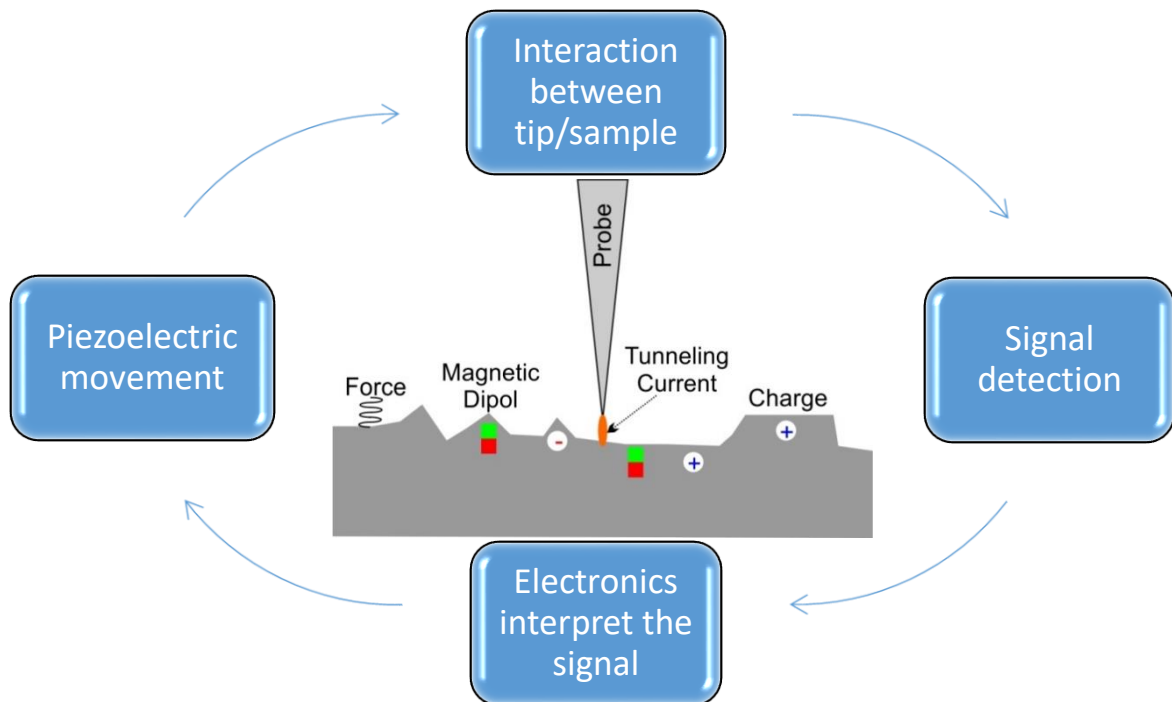 Interaction
between
tip/sample
Probe
Piezoelectric
movement
Signal
detection
Force
Magnetic
Dipol
Tunneling
Current
Charge
-
+
+
Electronics
interpret the
signal